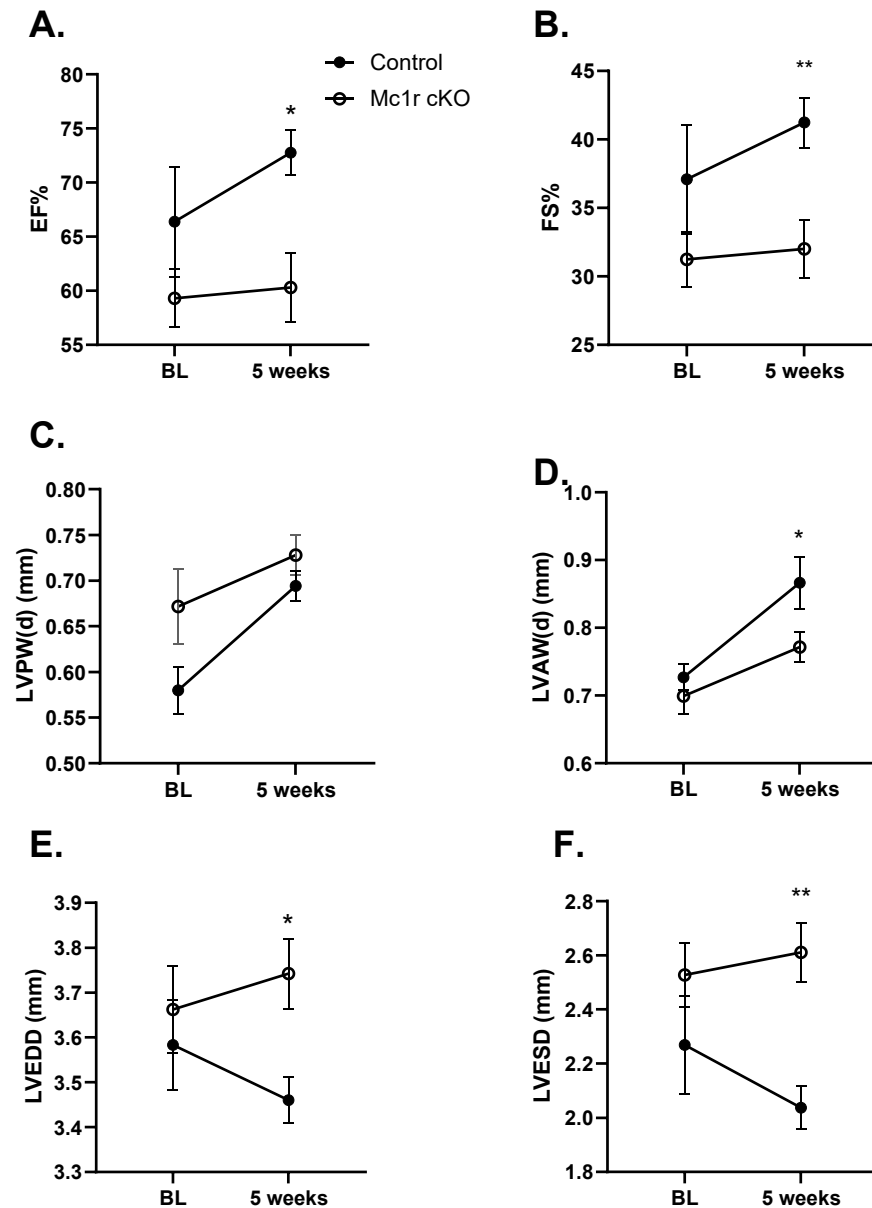 A.
B.
Control
Mc1r cKO
80
75
70
65
60
55
EF%
*
BL
5 weeks
45
40
35
30
25
FS%
**
BL
5 weeks
C.
D.
0.80
0.75
0.70
0.65
0.60
0.55
0.50
LVPW(d) (mm)
BL
5 weeks
1.0
0.9
0.8
0.7
0.6
LVAW(d) (mm)
*
BL
5 weeks
E.
F.
3.9
3.8
3.7
3.6
3.5
3.4
3.3
LVEDD (mm)
*
BL
5 weeks
2.8
2.6
2.4
2.2
2.0
1.8
LVESD (mm)
**
BL
5 weeks